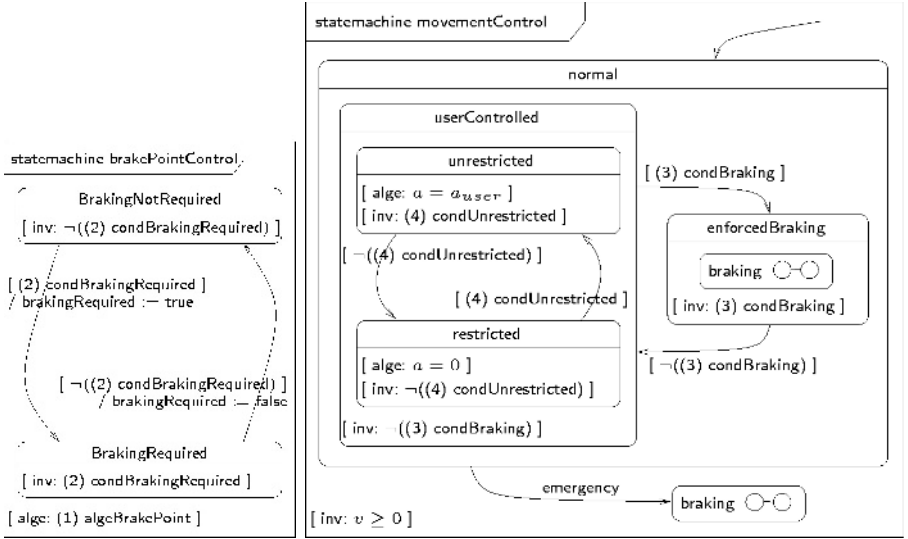 statemachine brakePointControl
BrakingNotRequired
[ inv: ¬((2) condBrakingRequired) ]
[ (2) condBrakingRequired ]
/ brakingRequired := true
[ ¬((2) condBrakingRequired) ]
/ brakingRequired := false
BrakingRequired
[ inv: (2) condBrakingRequired ]
[ alge: (1) algeBrakePoint ]
statemachine movementControl
normal
userControlled
unrestricted
[ alge: a = a_user ]
[ inv: (4) condUnrestricted ]
[ ¬((4) condUnrestricted) ]
[ (4) condUnrestricted ]
restricted
[ alge: a = 0 ]
[ inv: ¬((4) condUnrestricted) ]
[ inv: ¬((3) condBraking) ]
[ (3) condBraking ]
enforcedBraking
braking
[ inv: (3) condBraking ]
[ ¬((3) condBraking) ]
emergency
braking
[ inv: v ≥ 0 ]